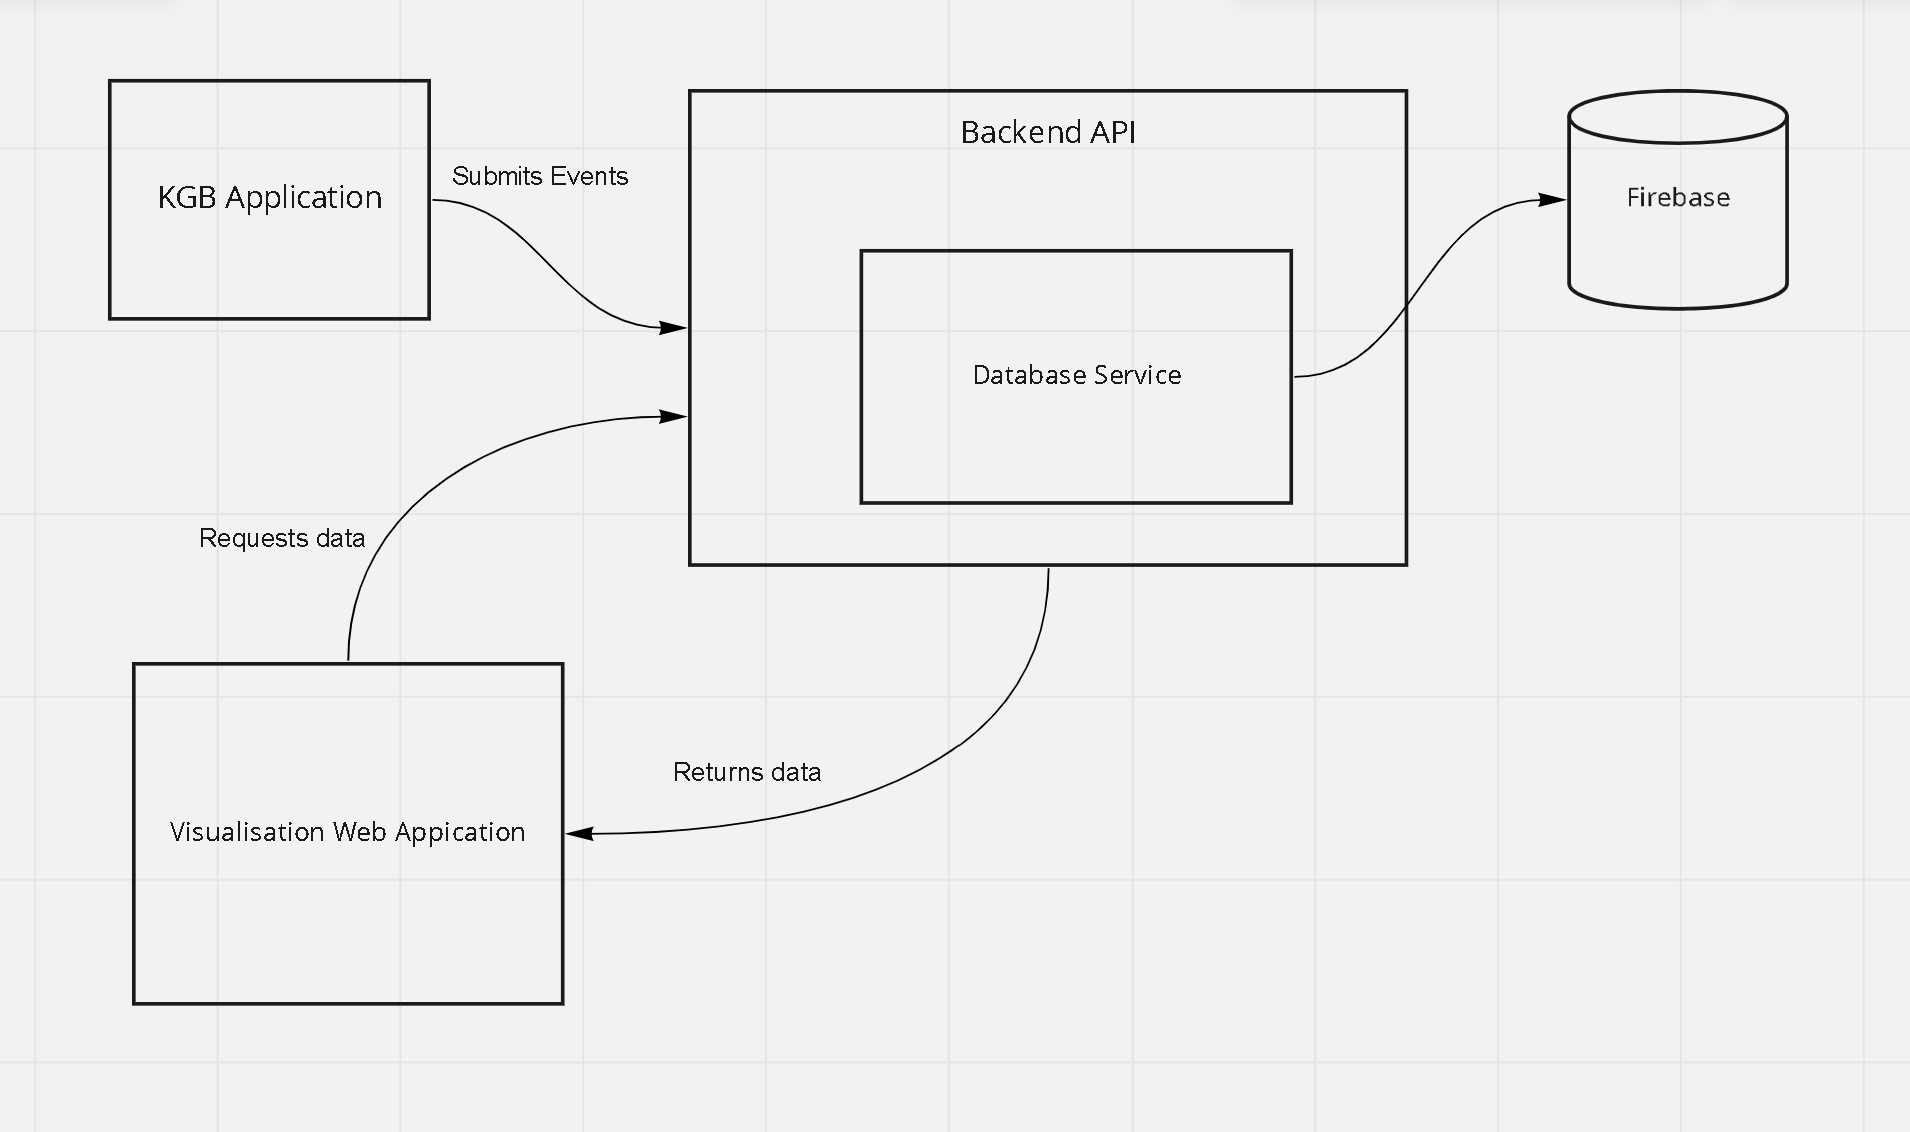 Backend API
KGB Application
Submits Events
Firebase
Database Service
Requests data
Returns data
Visualisation Web Appication